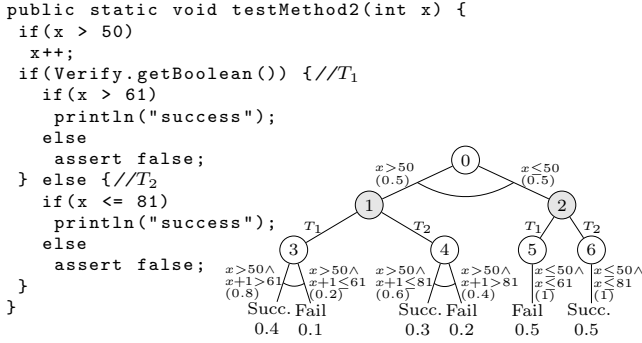 public static void testMethod2(int x) {
if(x > 50)
x++;
if(Verify.getBoolean()) {//T1
if(x > 61)
println("success");
else
assert false;
} else {//T2
if(x <= 81)
println("success");
else
assert false;
}
}
0
x>50
(0.5)
x≤50
(0.5)
1
2
T1
T2
T1
T2
3
4
5
6
x>50∧
x+1>61
(0.8)
x>50∧
x+1≤61
(0.2)
x>50∧
x+1≤81
(0.6)
x>50∧
x+1>81
(0.4)
x≤50∧
x≤61
(1)
x≤50∧
x≤81
(1)
Succ. Fail Succ. Fail Fail Succ.
0.4 0.1 0.3 0.2 0.5 0.5